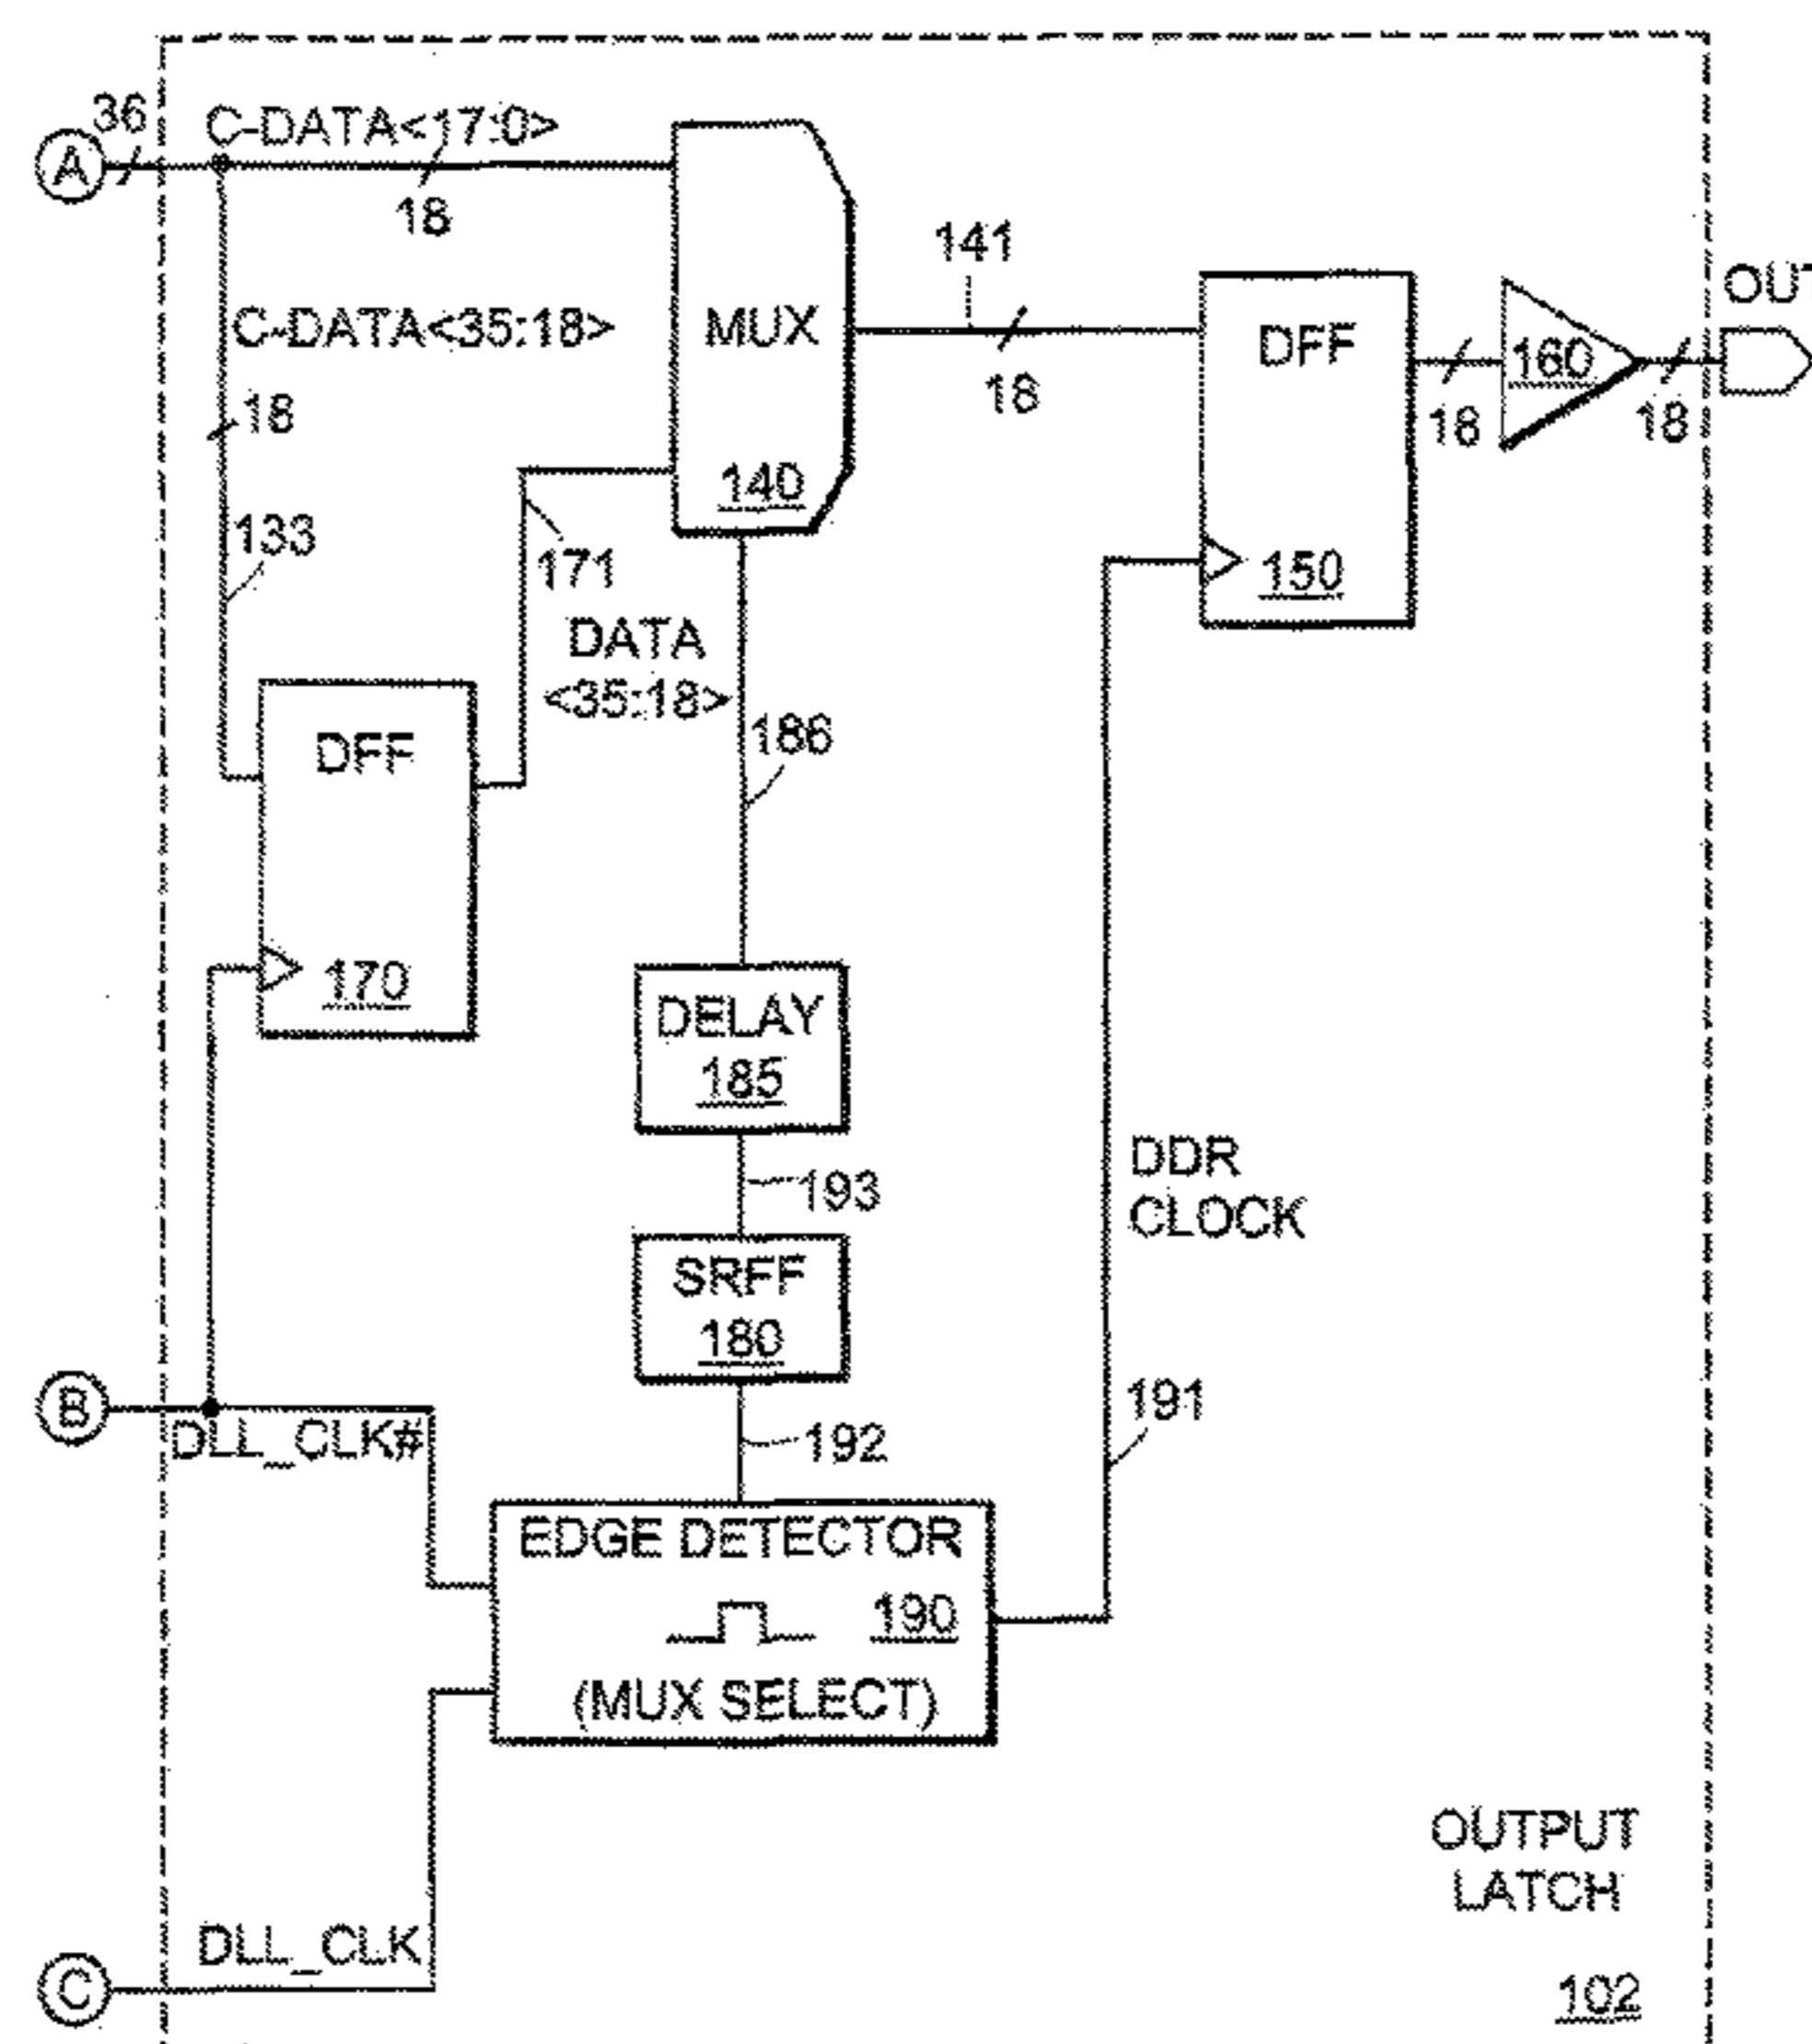 36
A
C-DATA<17:0>
18
C-DATA<35:18>
18
133
MUX
140
141
18
DFF
150
18
160
18
OUT
171
DATA
<35:18>
186
DFF
170
DELAY
185
193
SRFF
180
192
DDR
CLOCK
191
B
DLL_CLK#
EDGE DETECTOR
190
(MUX SELECT)
C
DLL_CLK
OUTPUT
LATCH
102